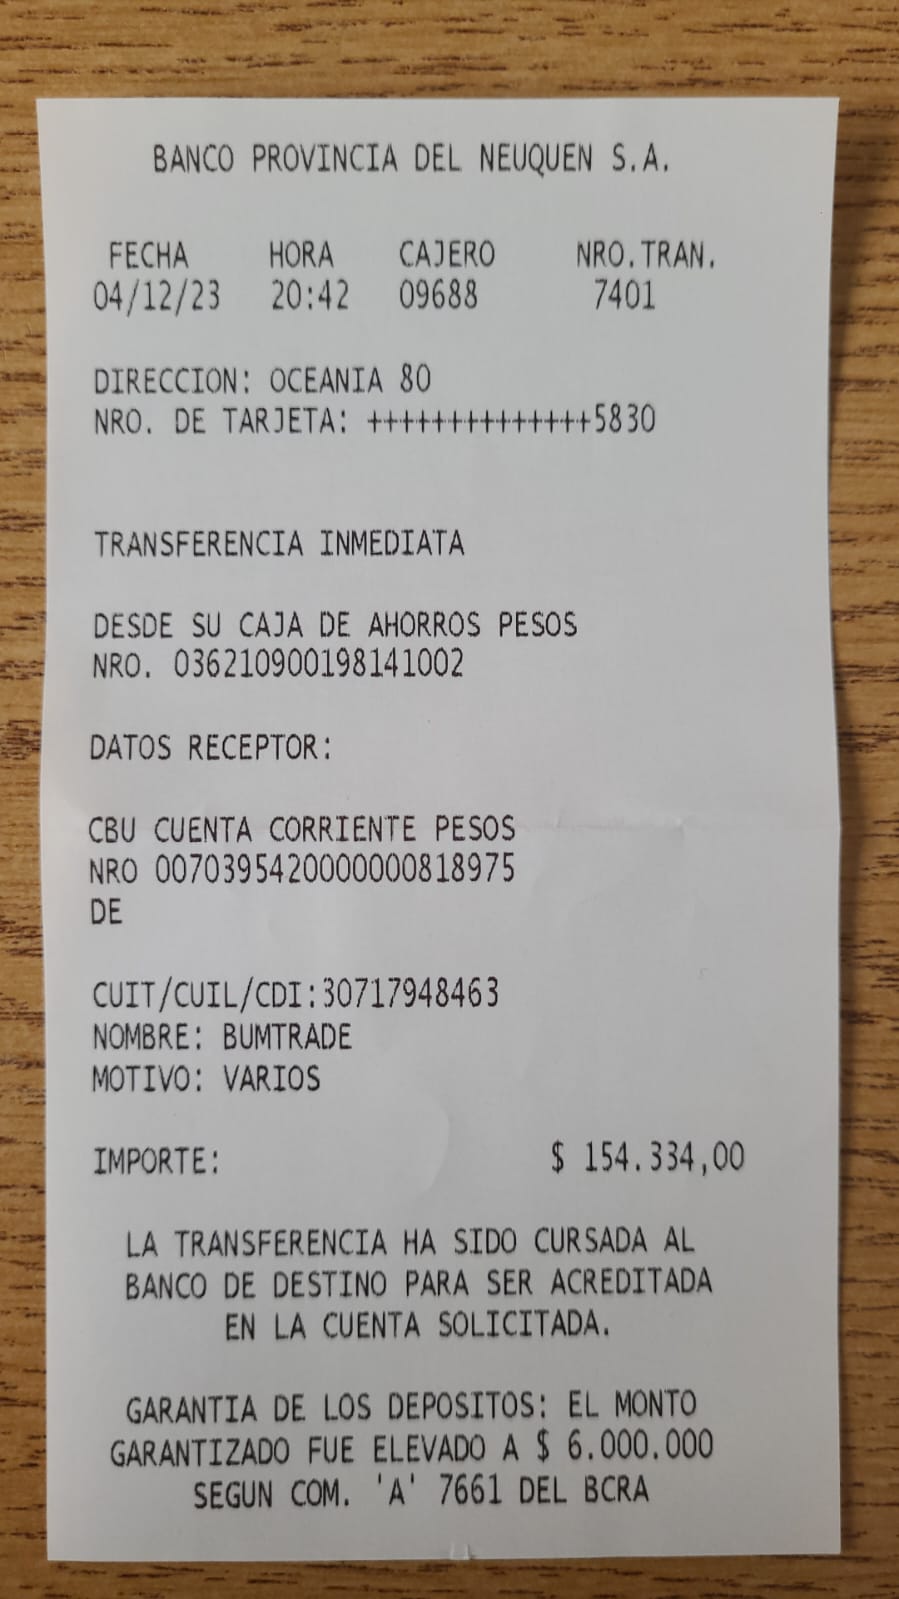 BANCO PROVINCIA DEL NEUQUEN S.A.
FECHA HORA CAJERO NRO.TRAN.
04/12/23 20:42 09688 7401
DIRECCION: OCEANIA 80
NRO. DE TARJETA: ++++++++++++++5830
TRANSFERENCIA INMEDIATA
DESDE SU CAJA DE AHORROS PESOS
NRO. 036210900198141002
DATOS RECEPTOR:
CBU CUENTA CORRIENTE PESOS
NRO 0070395420000000818975
DE
CUIT/CUIL/CDI:30717948463
NOMBRE: BUMTRADE
MOTIVO: VARIOS
IMPORTE: $ 154.334,00
LA TRANSFERENCIA HA SIDO CURSADA AL
BANCO DE DESTINO PARA SER ACREDITADA
EN LA CUENTA SOLICITADA.
GARANTIA DE LOS DEPOSITOS: EL MONTO
GARANTIZADO FUE ELEVADO A $ 6.000.000
SEGUN COM. 'A' 7661 DEL BCRA